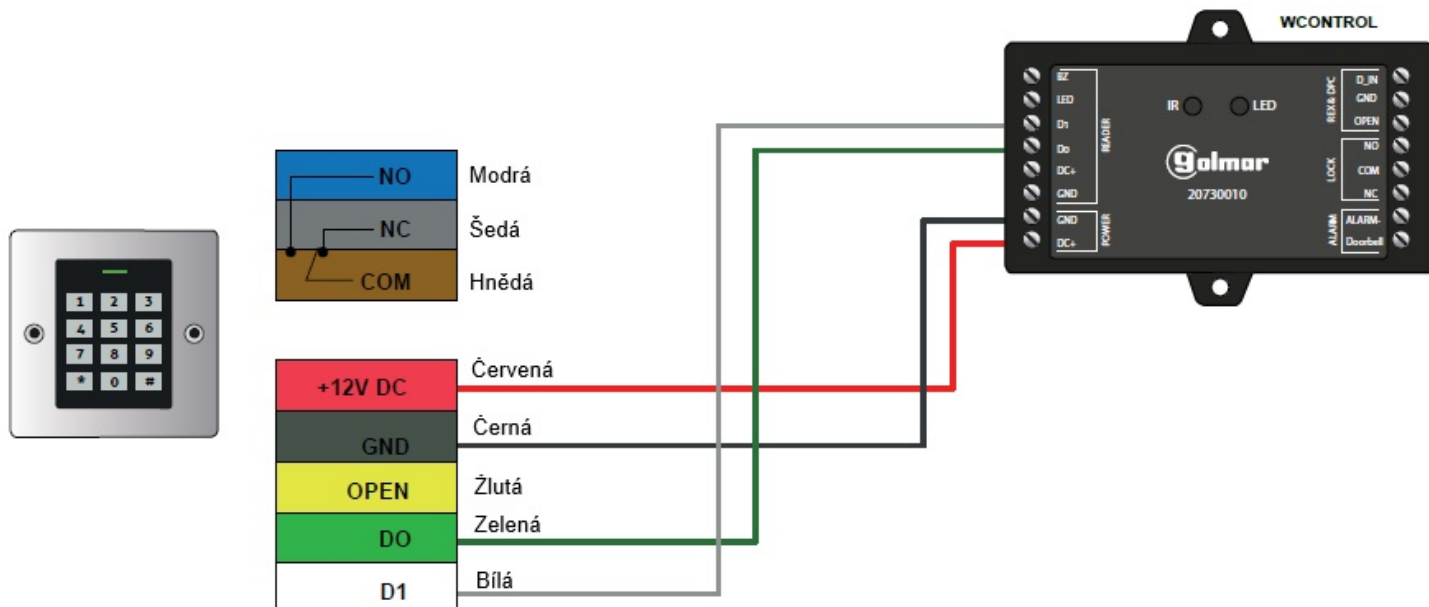 WCONTROL
BZ
LED
D1
D0
DC+
GND
READER
GND
DC+
POWER
IR
LED
golmar
20730010
D_IN
GND
OPEN
REX& DPC
NO
COM
NC
LOCK
ALARM-
Doorbell
ALARM
NO Modrá
NC Šedá
COM Hnědá
1 2 3
4 5 6
7 8 9
* 0 #
+12V DC Červená
GND Černá
OPEN Žlutá
DO Zelená
D1 Bílá